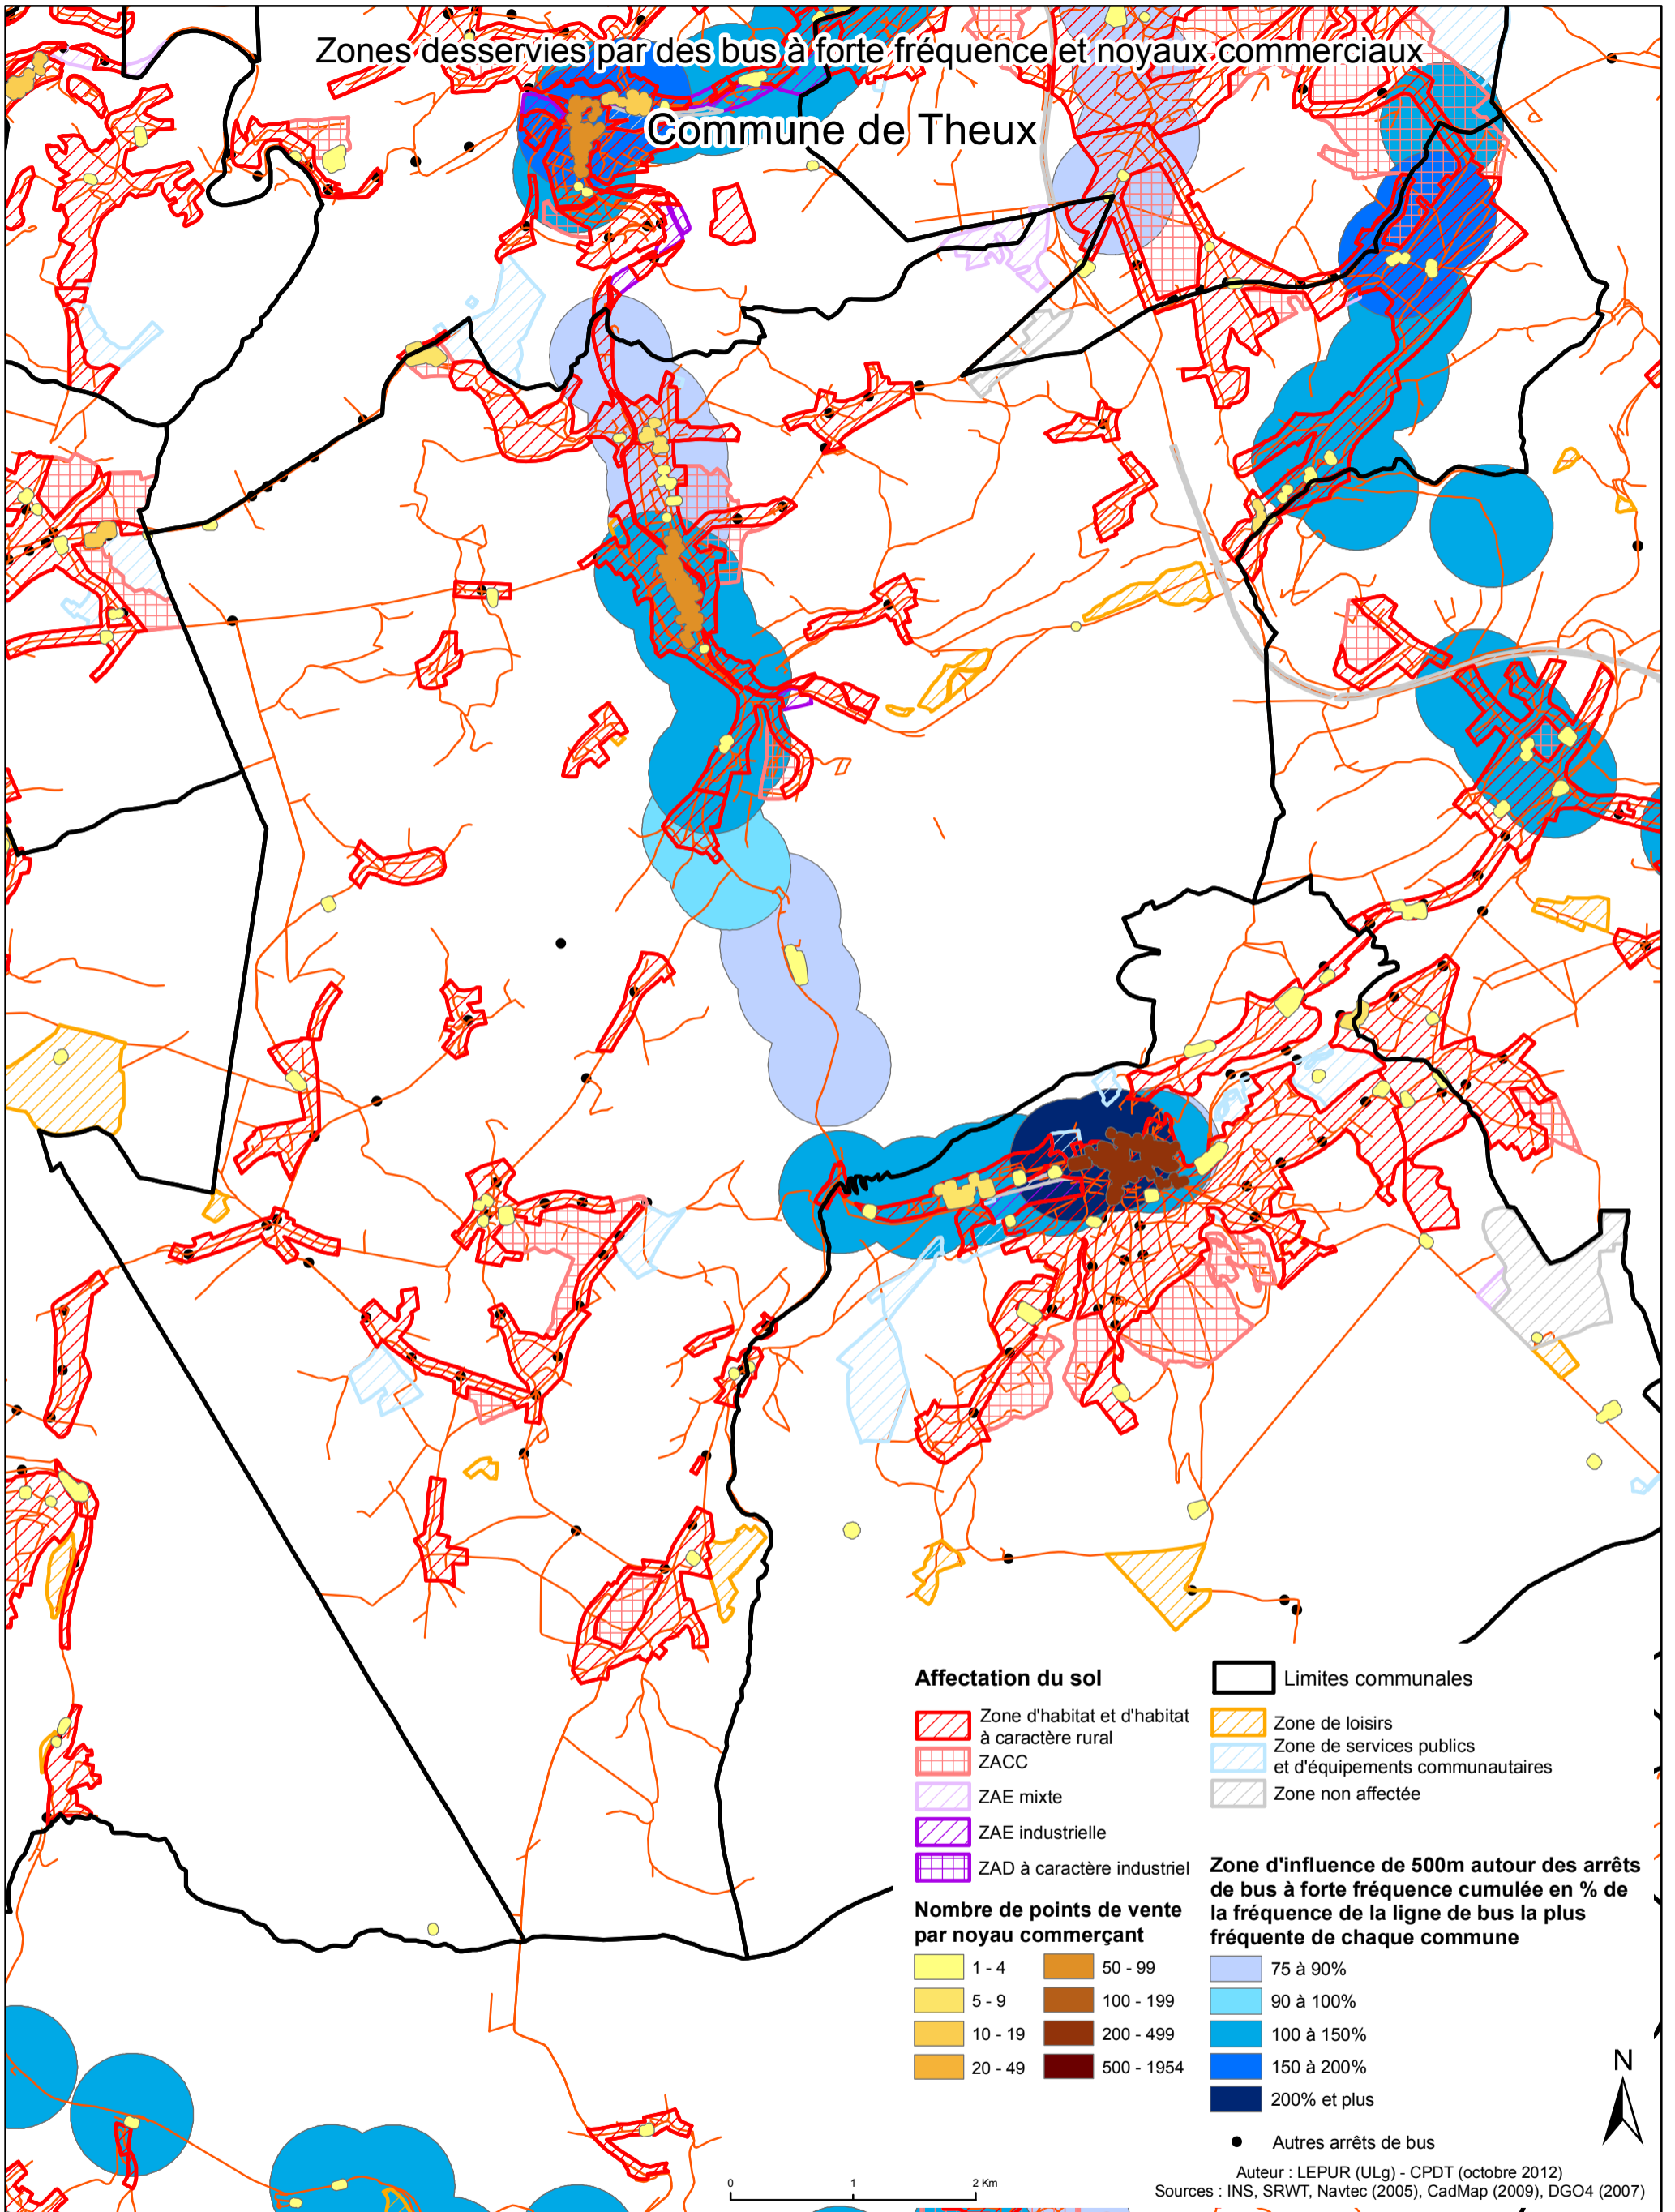 Zones desservies par des bus à forte fréquence et noyaux commerciaux
Commune de Theux
Affectation du sol
Zone d'habitat et d'habitat
à caractère rural
ZACC
ZAE mixte
ZAE industrielle
ZAD à caractère industriel
Limites communales
Zone de loisirs
Zone de services publics
et d'équipements communautaires
Zone non affectée
Nombre de points de vente
par noyau commerçant
1 - 4
5 - 9
10 - 19
20 - 49
50 - 99
100 - 199
200 - 499
500 - 1954
Zone d'influence de 500m autour des arrêts
de bus à forte fréquence cumulée en % de
la fréquence de la ligne de bus la plus
fréquente de chaque commune
75 à 90%
90 à 100%
100 à 150%
150 à 200%
200% et plus
Autres arrêts de bus
N
0 1 2 Km
Auteur : LEPUR (ULg) - CPDT (octobre 2012)
Sources : INS, SRWT, Navtec (2005), CadMap (2009), DGO4 (2007)